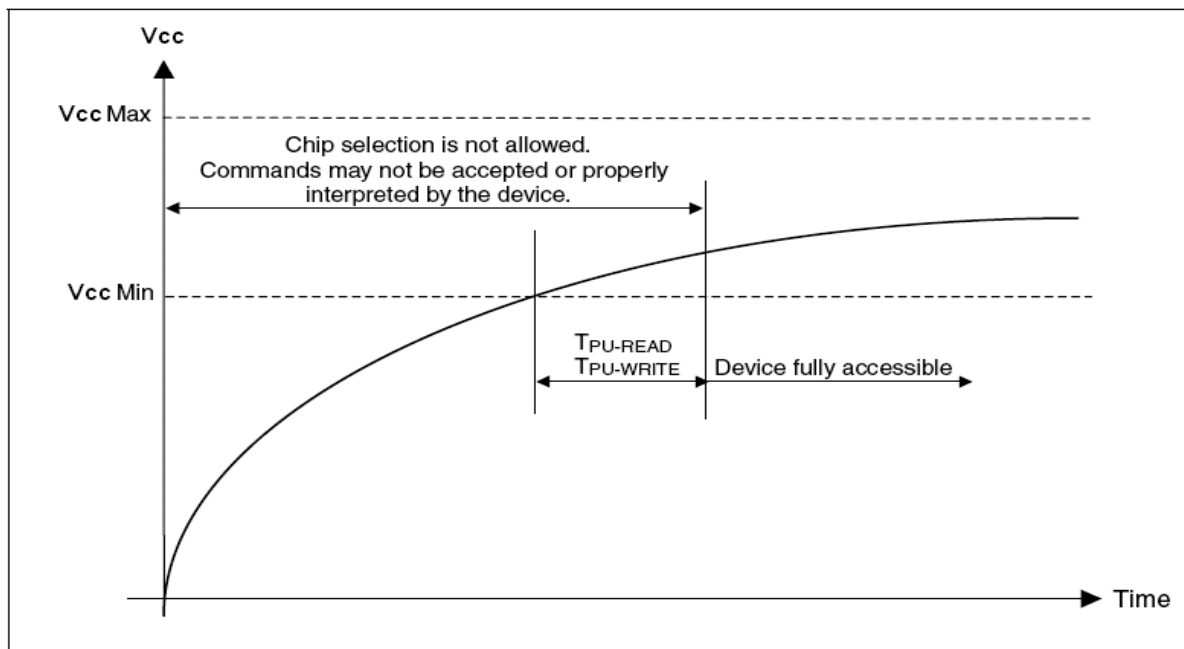 Vcc
Vcc Max
Chip selection is not allowed.
Commands may not be accepted or properly
interpreted by the device.
Vcc Min
TPU-READ
TPU-WRITE
Device fully accessible
Time